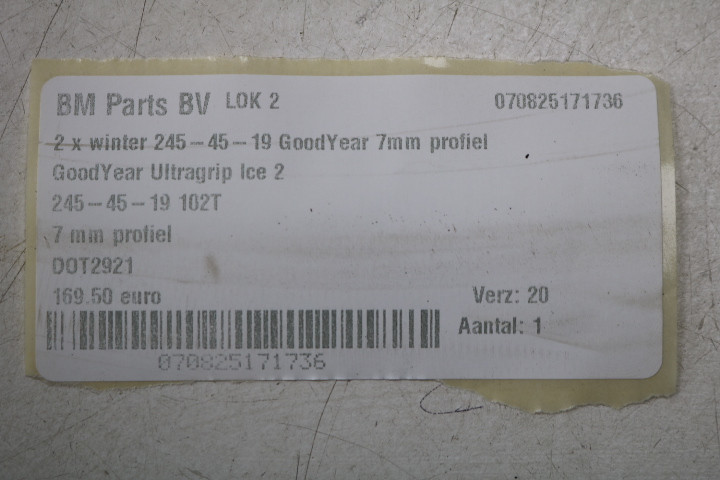 BM Parts BV LOK 2 070825171736
2 x winter 245-45-19 GoodYear 7mm profiel
GoodYear Ultragrip Ice 2
245-45-19 102T
7 mm profiel
DOT2921
169.50 euro Verz: 20
Aantal: 1
070825171736